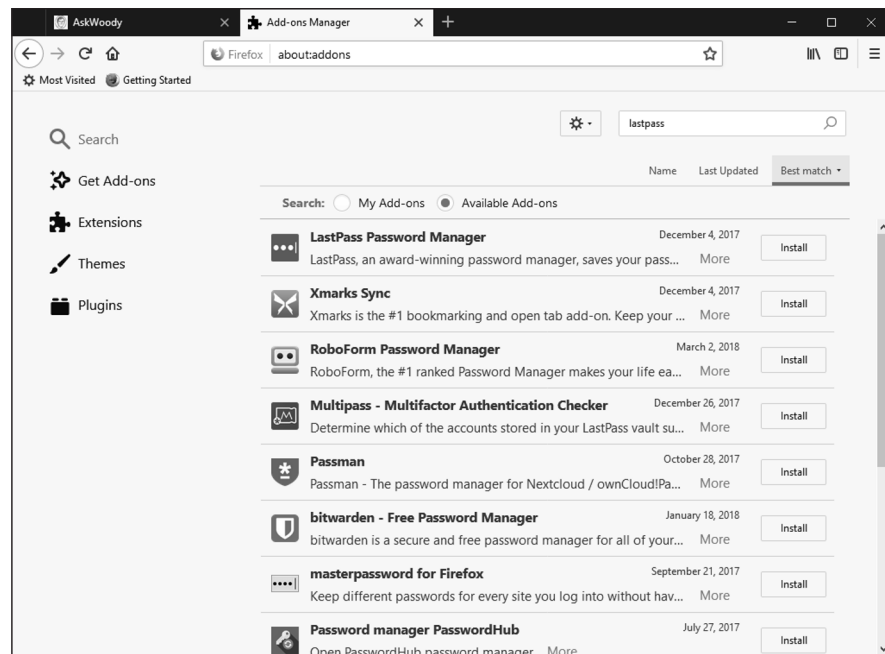 AskWoody
Add-ons Manager
Firefox about:addons
Most Visited Getting Started
lastpass
Search
Name Last Updated Best match
Get Add-ons
Search: My Add-ons Available Add-ons
Extensions
LastPass Password Manager December 4, 2017 Install
LastPass, an award-winning password manager, saves your pass... More
Themes
Xmarks Sync December 4, 2017 Install
Xmarks is the #1 bookmarking and open tab add-on. Keep your ... More
Plugins
RoboForm Password Manager March 2, 2018 Install
RoboForm, the #1 ranked Password Manager makes your life ea... More
Multipass - Multifactor Authentication Checker December 26, 2017 Install
Determine which of the accounts stored in your LastPass vault su... More
Passman October 28, 2017 Install
Passman - The password manager for Nextcloud / ownCloud!Pa... More
bitwarden - Free Password Manager January 18, 2018 Install
bitwarden is a secure and free password manager for all of your... More
masterpassword for Firefox September 21, 2017 Install
Keep different passwords for every site you log into without hav... More
Password manager PasswordHub July 27, 2017 Install
Open PasswordHub password manager More